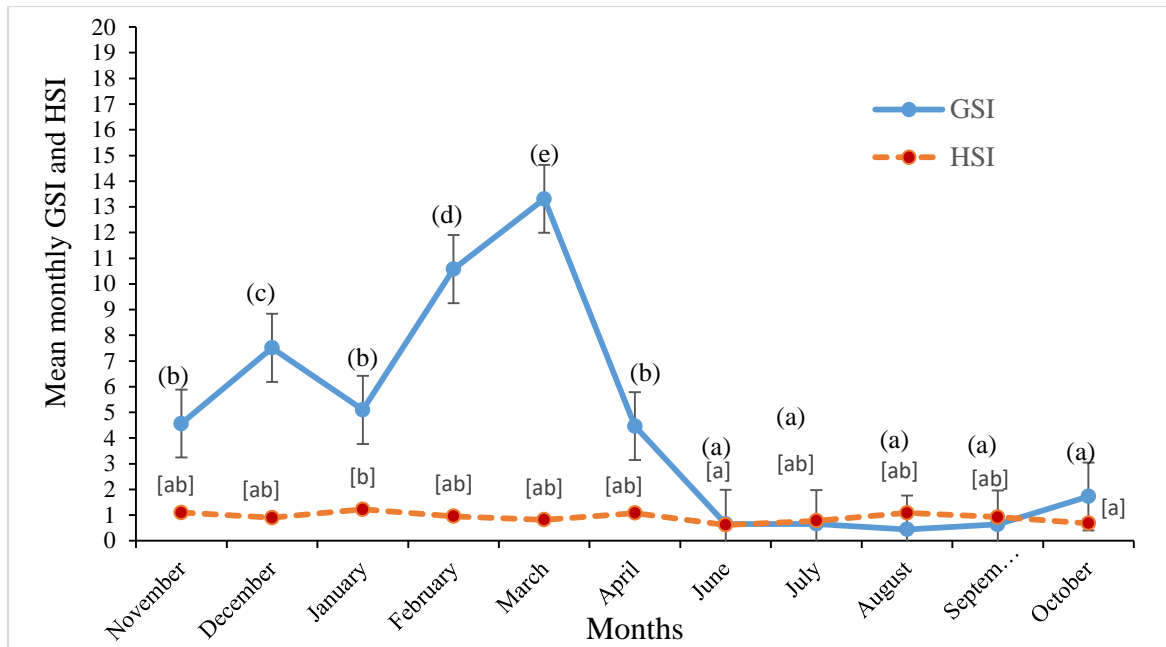 Mean monthly GSI and HSI
20
19
18
17
16
15
14
13
12
11
10
9
8
7
6
5
4
3
2
1
0
GSI
HSI
(b)
(c)
(b)
(d)
(e)
(b)
(a)
(a)
(a)
(a)
(a)
[ab]
[ab]
[b]
[ab]
[ab]
[ab]
[a]
[ab]
[ab]
[ab]
[a]
November
December
January
February
March
April
June
July
August
Septem…
October
Months